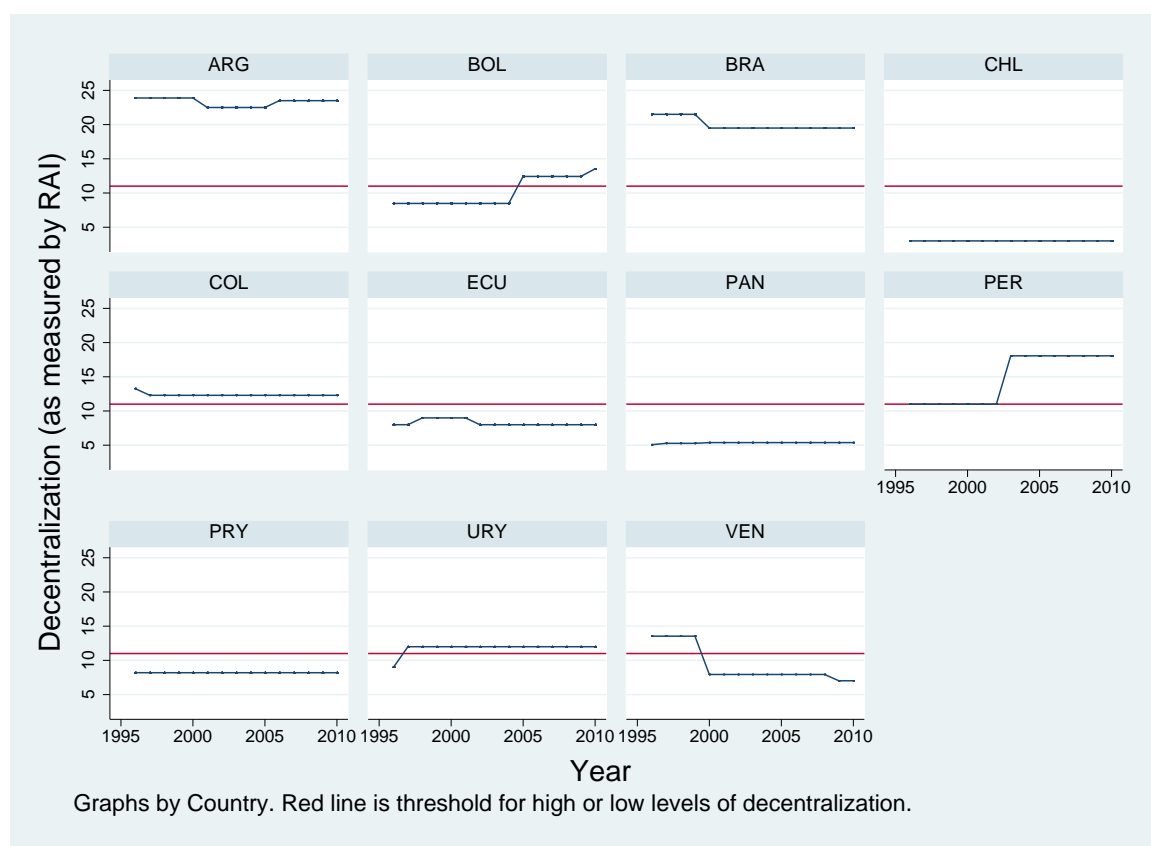 Decentralization (as measured by RAI)
ARG BOL BRA CHL
25
20
15
10
5
COL ECU PAN PER
25
20
15
10
5
1995 2000 2005 2010
PRY URY VEN
25
20
15
10
5
1995 2000 2005 2010 1995 2000 2005 2010 1995 2000 2005 2010
Year
Graphs by Country. Red line is threshold for high or low levels of decentralization.